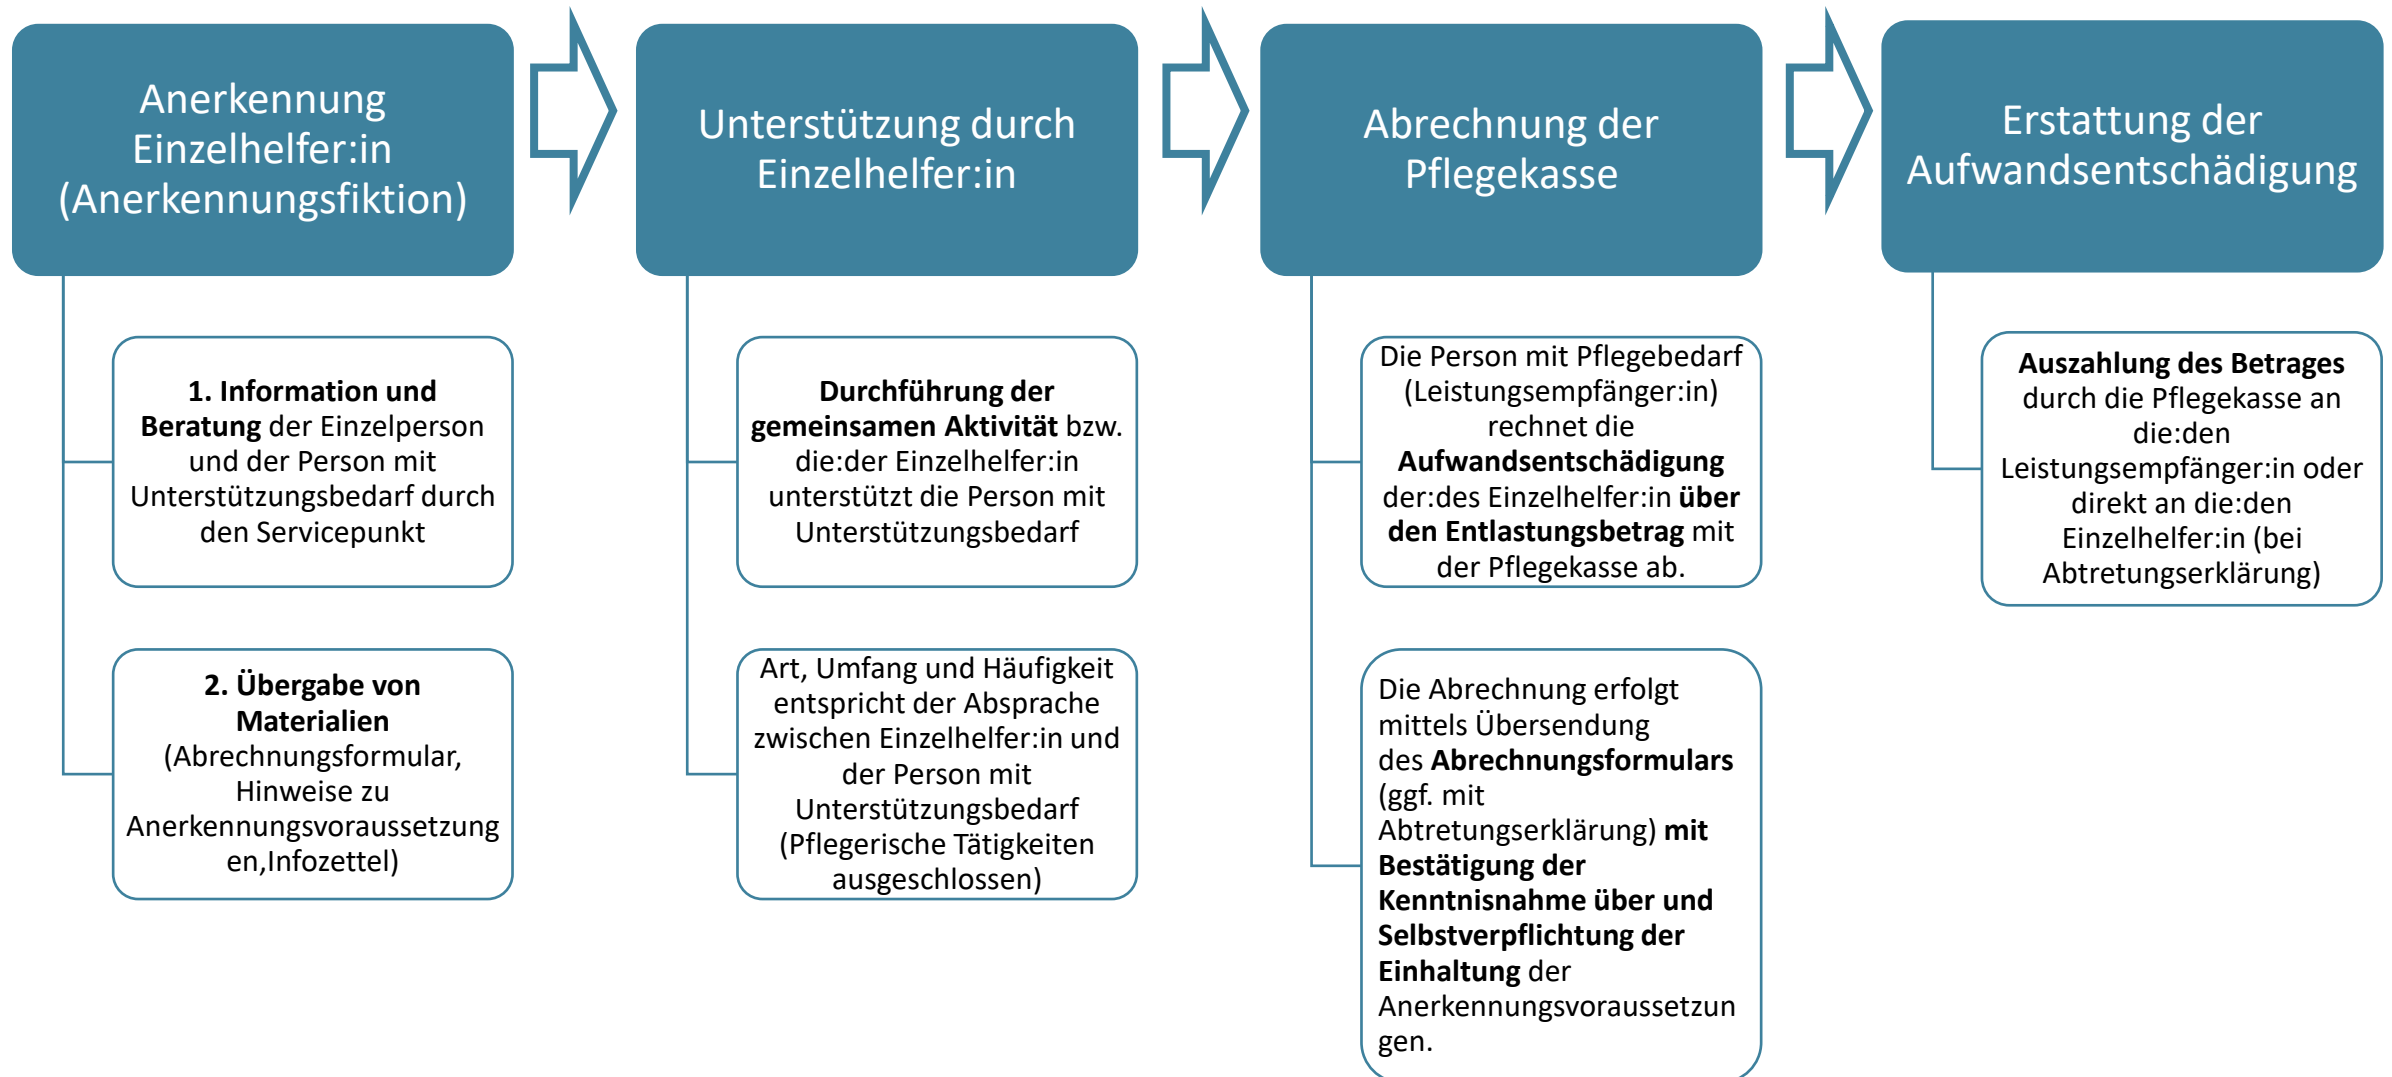 Anerkennung
Einzelhelfer:in
(Anerkennungsfiktion)
1. Information und
Beratung der Einzelperson
und der Person mit
Unterstützungsbedarf durch
den Servicepunkt
2. Übergabe von
Materialien
(Abrechnungsformular,
Hinweise zu
Anerkennungsvoraussetzung
en,Infozettel)
Unterstützung durch
Einzelhelfer:in
Durchführung der
gemeinsamen Aktivität bzw.
die:der Einzelhelfer:in
unterstützt die Person mit
Unterstützungsbedarf
Art, Umfang und Häufigkeit
entspricht der Absprache
zwischen Einzelhelfer:in und
der Person mit
Unterstützungsbedarf
(Pflegerische Tätigkeiten
ausgeschlossen)
Abrechnung der
Pflegekasse
Die Person mit Pflegebedarf
(Leistungsempfänger:in)
rechnet die
Aufwandsentschädigung
der:des Einzelhelfer:in über
den Entlastungsbetrag mit
der Pflegekasse ab.
Die Abrechnung erfolgt
mittels Übersendung
des Abrechnungsformulars
(ggf. mit
Abtretungserklärung) mit
Bestätigung der
Kenntnisnahme über und
Selbstverpflichtung der
Einhaltung der
Anerkennungsvoraussetzun
gen.
Erstattung der
Aufwandsentschädigung
Auszahlung des Betrages
durch die Pflegekasse an
die:den
Leistungsempfänger:in oder
direkt an die:den
Einzelhelfer:in (bei
Abtretungserklärung)